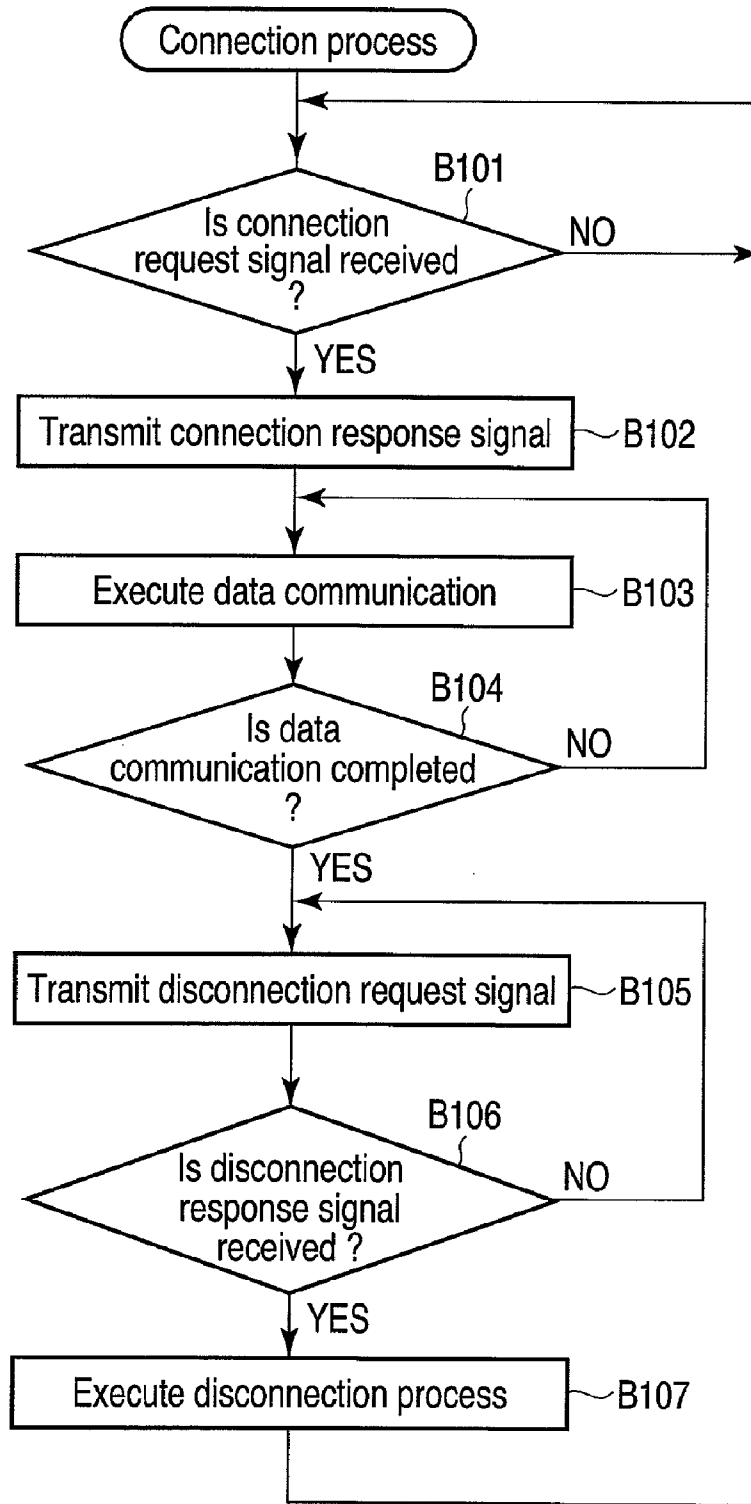 Connection process
B101
Is connection
request signal received
?
NO
YES
Transmit connection response signal
B102
Execute data communication
B103
B104
Is data
communication completed
?
NO
YES
Transmit disconnection request signal
B105
B106
Is disconnection
response signal
received ?
NO
YES
Execute disconnection process
B107